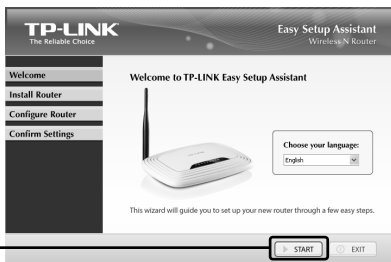 TP-LINK
The Reliable Choice
Easy Setup Assistant
Wireless N Router
Welcome
Install Router
Configure Router
Confirm Settings
Welcome to TP-LINK Easy Setup Assistant
Choose your language:
English
This wizard will guide you to set up your new router through a few easy steps.
START
EXIT